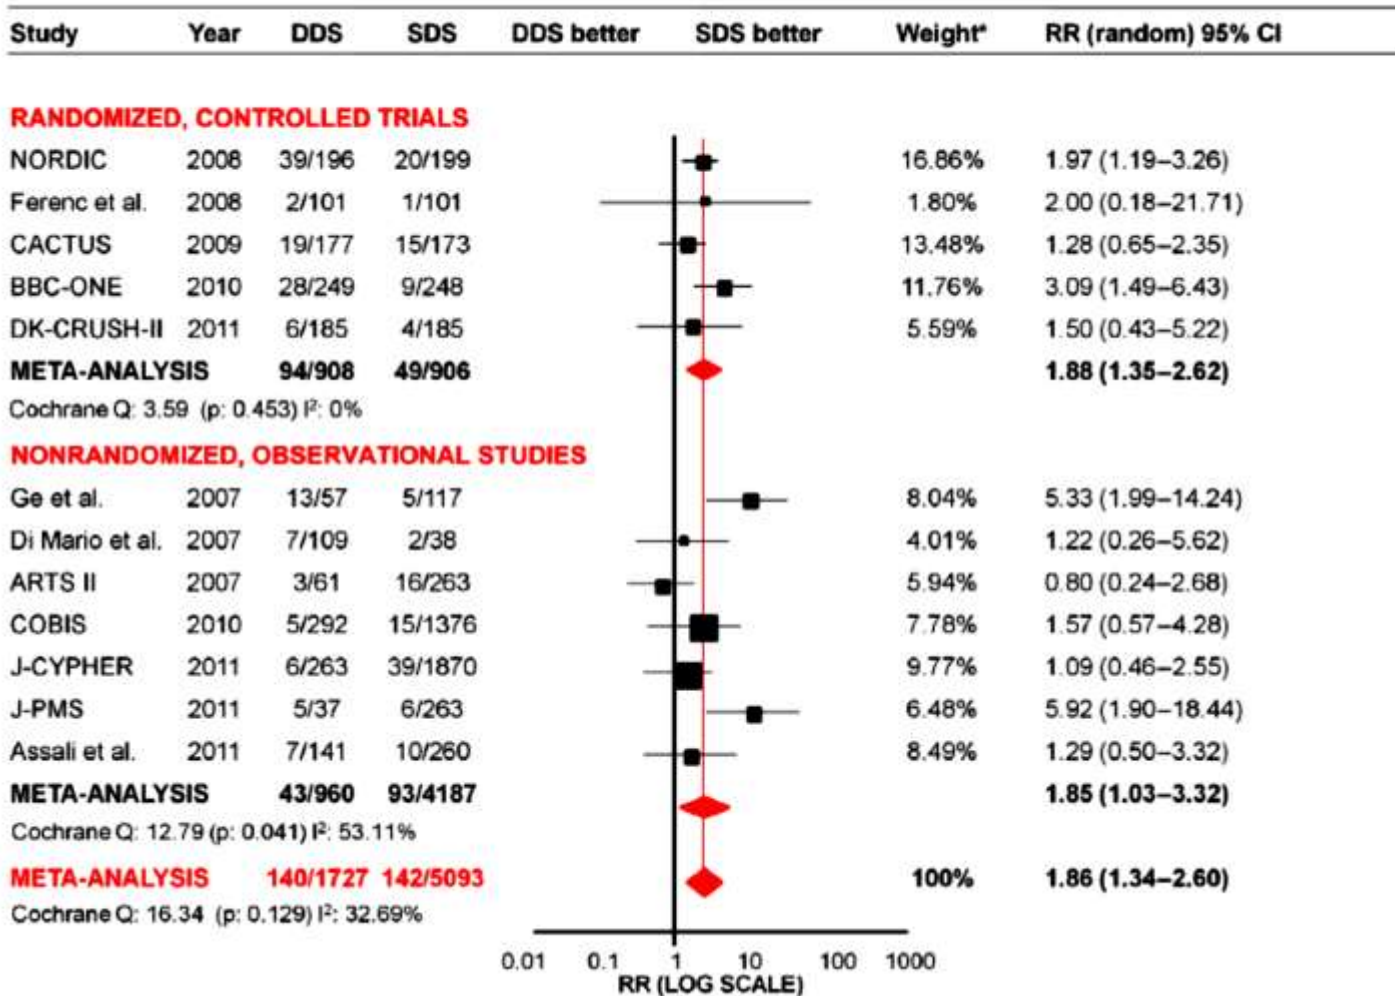 Study Year DDS SDS DDS better SDS better Weight* RR (random) 95% CI
RANDOMIZED, CONTROLLED TRIALS
NORDIC 2008 39/196 20/199 16.86% 1.97 (1.19–3.26)
Ferenc et al. 2008 2/101 1/101 1.80% 2.00 (0.18–21.71)
CACTUS 2009 19/177 15/173 13.48% 1.28 (0.65–2.35)
BBC-ONE 2010 28/249 9/248 11.76% 3.09 (1.49–6.43)
DK-CRUSH-II 2011 6/185 4/185 5.59% 1.50 (0.43–5.22)
META-ANALYSIS 94/908 49/906 1.88 (1.35–2.62)
Cochrane Q: 3.59 (p: 0.453) I²: 0%
NONRANDOMIZED, OBSERVATIONAL STUDIES
Ge et al. 2007 13/57 5/117 8.04% 5.33 (1.99–14.24)
Di Mario et al. 2007 7/109 2/38 4.01% 1.22 (0.26–5.62)
ARTS II 2007 3/61 16/263 5.94% 0.80 (0.24–2.68)
COBIS 2010 5/292 15/1376 7.78% 1.57 (0.57–4.28)
J-CYPHER 2011 6/263 39/1870 9.77% 1.09 (0.46–2.55)
J-PMS 2011 5/37 6/263 6.48% 5.92 (1.90–18.44)
Assali et al. 2011 7/141 10/260 8.49% 1.29 (0.50–3.32)
META-ANALYSIS 43/960 93/4187 1.85 (1.03–3.32)
Cochrane Q: 12.79 (p: 0.041) I²: 53.11%
META-ANALYSIS 140/1727 142/5093 100% 1.86 (1.34–2.60)
Cochrane Q: 16.34 (p: 0.129) I²: 32.69%
0.01 0.1 1 10 100 1000
RR (LOG SCALE)